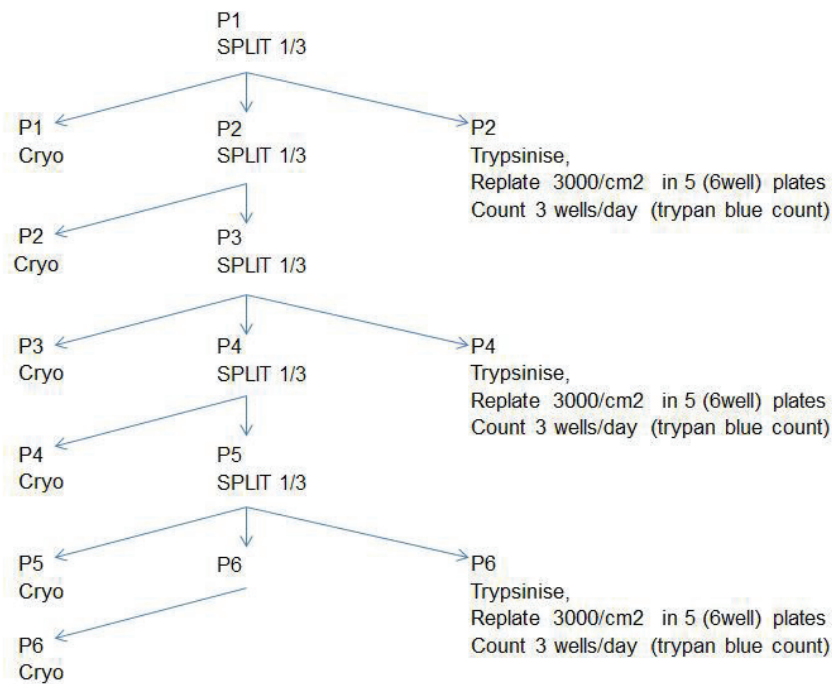 P1
SPLIT 1/3
P1
Cryo
P2
SPLIT 1/3
P2
Trypsinise,
Replate 3000/cm2 in 5 (6well) plates
Count 3 wells/day (trypan blue count)
P2
Cryo
P3
SPLIT 1/3
P3
Cryo
P4
SPLIT 1/3
P4
Trypsinise,
Replate 3000/cm2 in 5 (6well) plates
Count 3 wells/day (trypan blue count)
P4
Cryo
P5
SPLIT 1/3
P5
Cryo
P6
P6
Trypsinise,
Replate 3000/cm2 in 5 (6well) plates
Count 3 wells/day (trypan blue count)
P6
Cryo